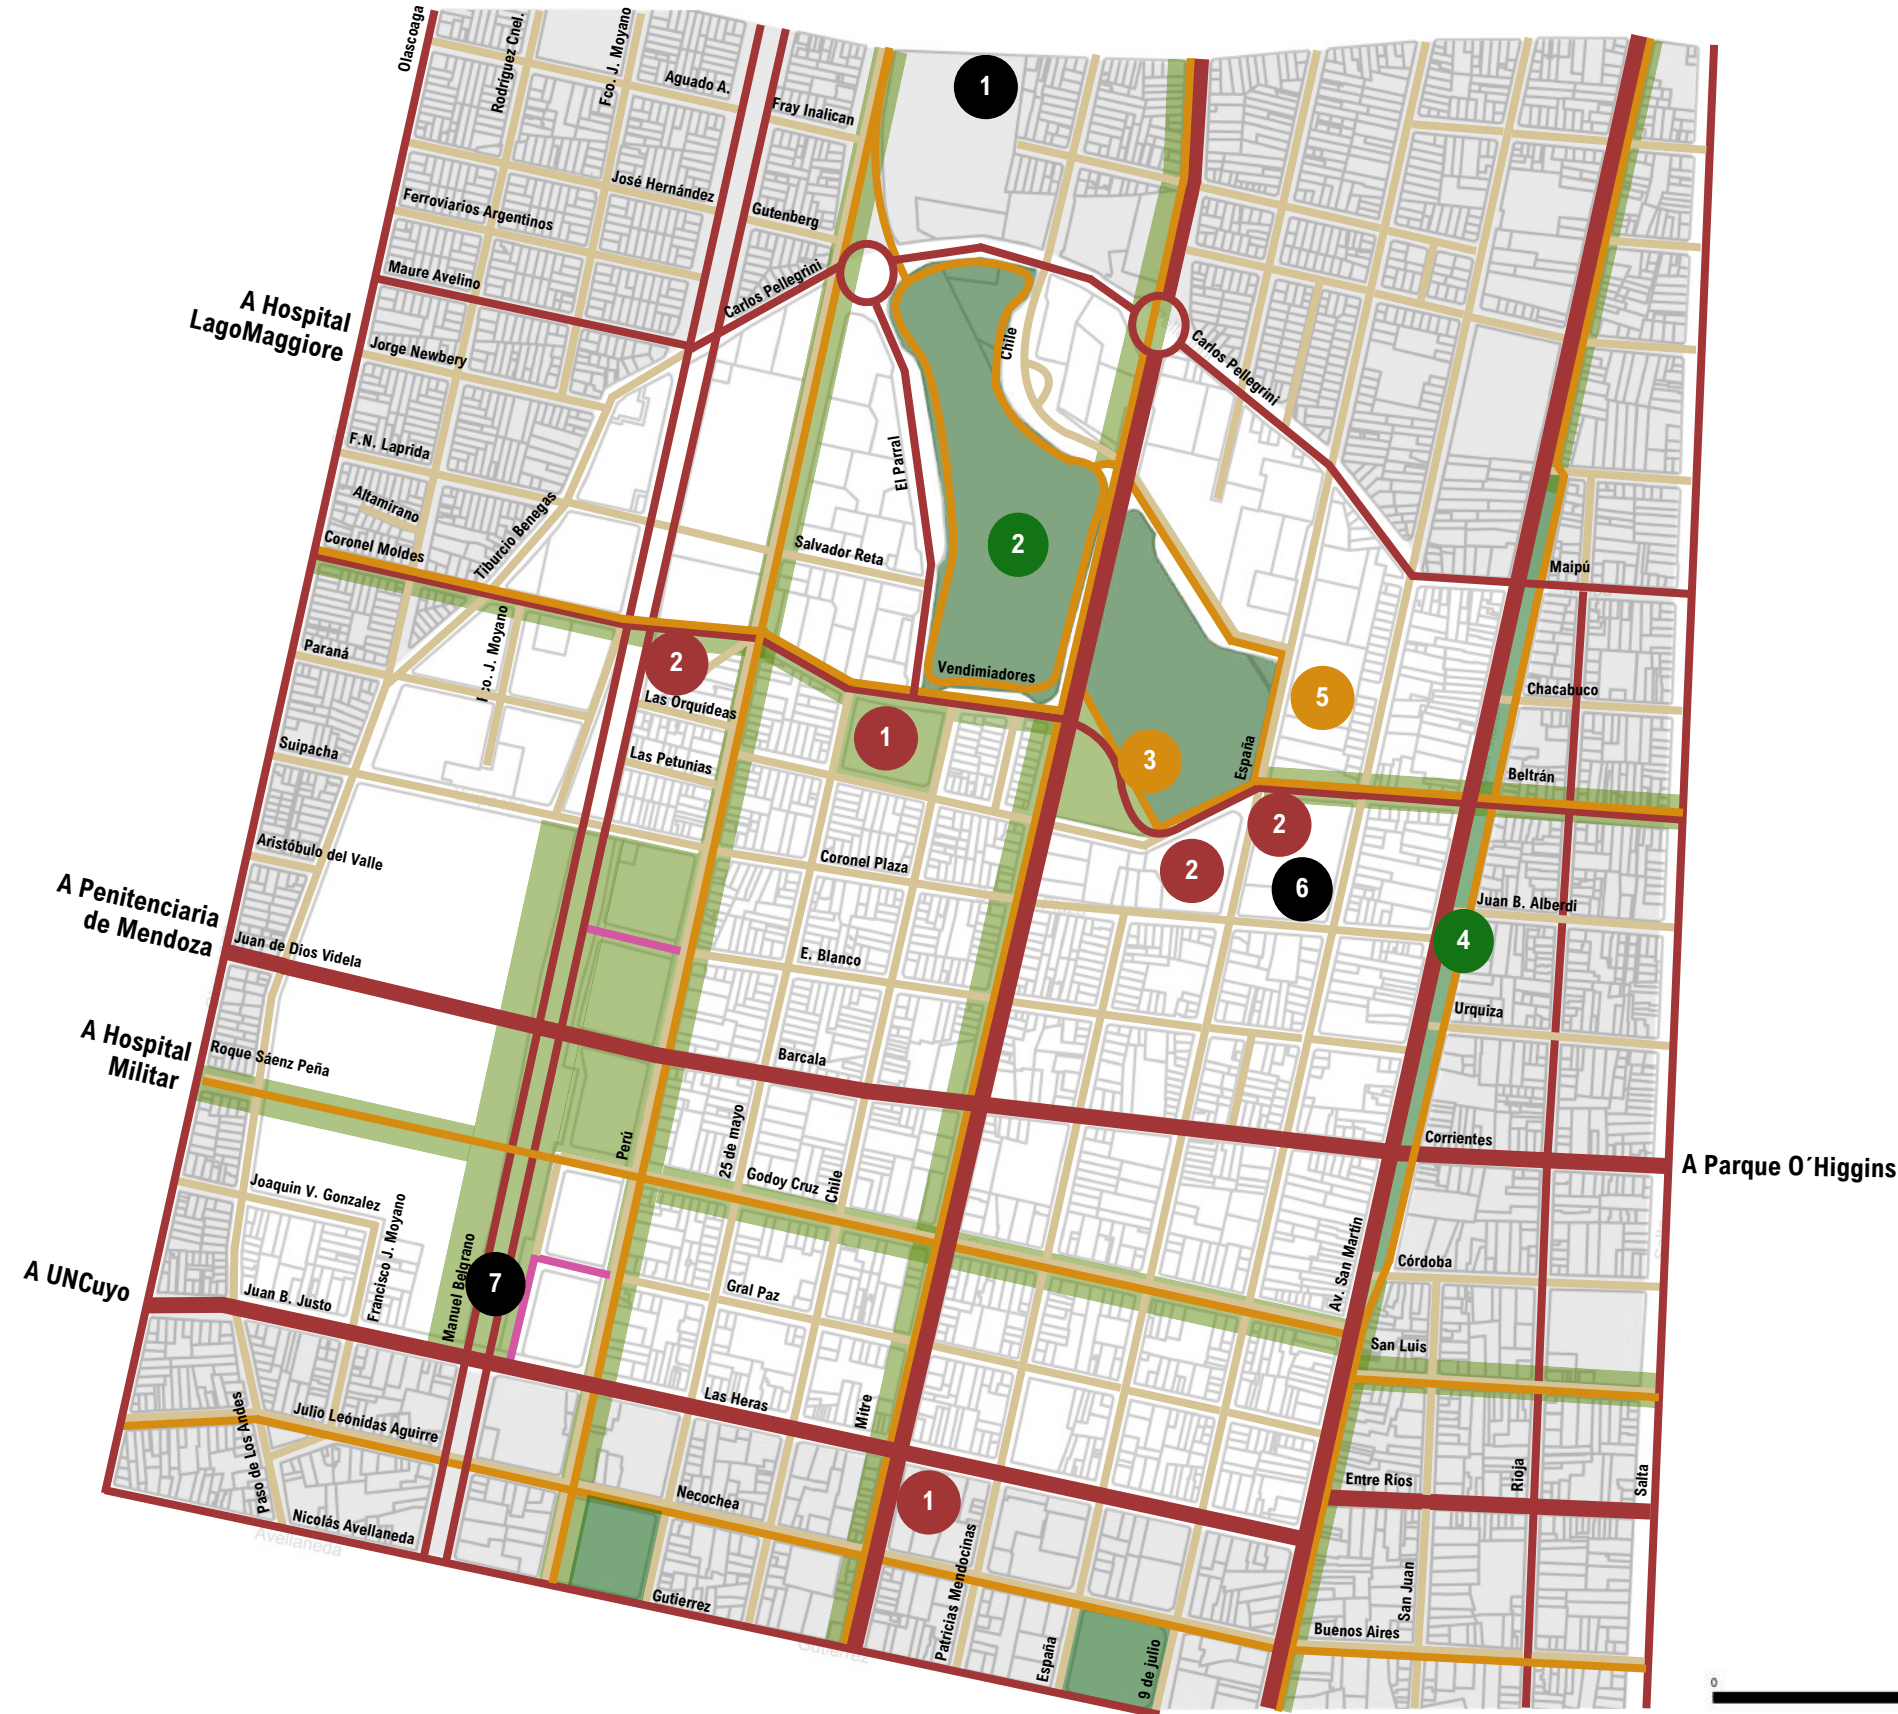 Olascoaga
Rodríguez Cnel.
Fco. J. Moyano
Aguado A.
Fray Inalican
1
José Hernández
Ferroviarios Argentinos
Gutenberg
Maure Avelino
Carlos Pellegrini
A Hospital
LagoMaggiore
Jorge Newbery
Chile
Carlos Pellegrini
F.N. Laprida
El Parral
Altamirano
Tiburcio Benegas
Coronel Moldes
Salvador Reta
2
Maipú
Paraná
Fco. J. Moyano
2
Vendimiadores
Las Orquídeas
5
Chacabuco
Suipacha
Las Petunias
1
3
España
Beltrán
Aristóbulo del Valle
Coronel Plaza
2
2
6
Juan B. Alberdi
A Penitenciaria
de Mendoza
Juan de Dios Videla
E. Blanco
4
Urquiza
A Hospital
Militar
Roque Sáenz Peña
Barcala
25 de mayo
Perú
Corrientes
A Parque O´Higgins
Joaquin V. Gonzalez
Francisco J. Moyano
Godoy Cruz
Chile
A UNCuyo
Juan B. Justo
Manuel Belgrano
7
Gral Paz
Av. San Martín
Córdoba
San Luis
Las Heras
Mitre
Paso de Los Andes
Julio Leónidas Aguirre
Necochea
1
Entre Ríos
Rioja
Salta
Nicolás Avellaneda
Avellaneda
Gutierrez
Gutierrez
Patricias Mendocinas
España
9 de julio
San Juan
Buenos Aires
0